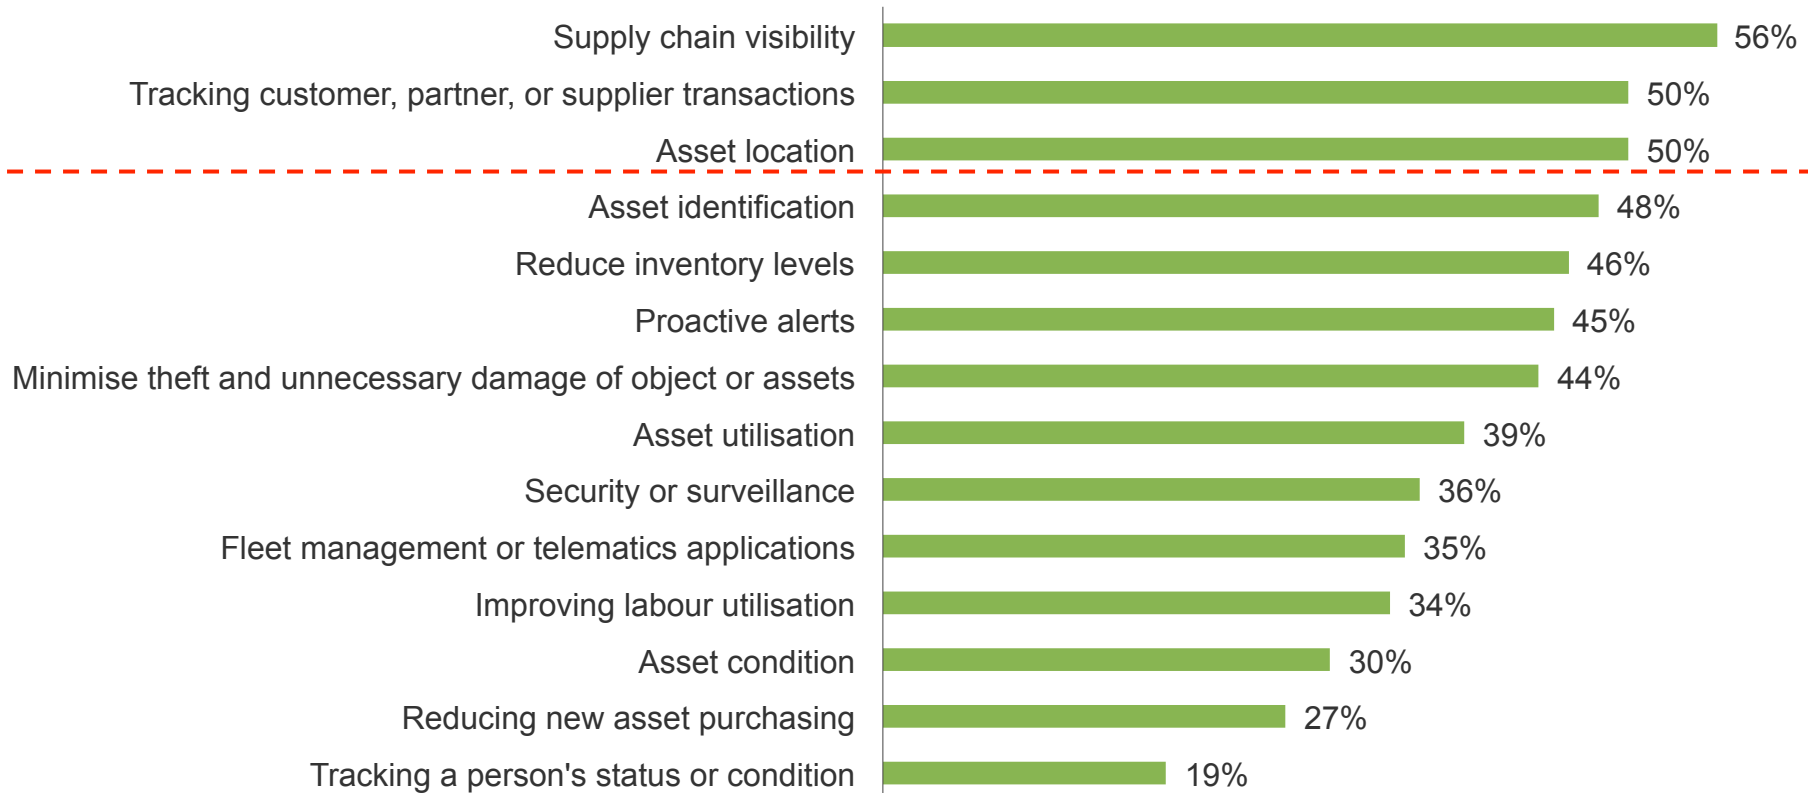 Supply chain visibility 56%
Tracking customer, partner, or supplier transactions 50%
Asset location 50%
Asset identification 48%
Reduce inventory levels 46%
Proactive alerts 45%
Minimise theft and unnecessary damage of object or assets 44%
Asset utilisation 39%
Security or surveillance 36%
Fleet management or telematics applications 35%
Improving labour utilisation 34%
Asset condition 30%
Reducing new asset purchasing 27%
Tracking a person's status or condition 19%